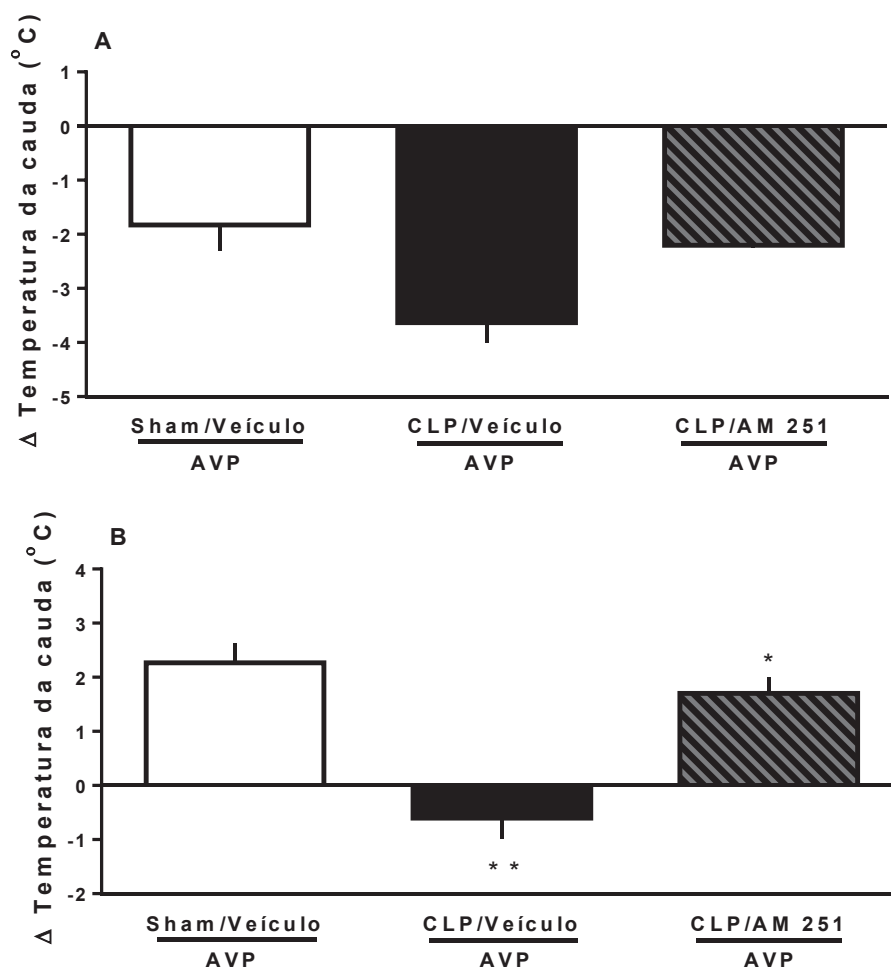 A
Δ Temperatura da cauda (°C)
1
0
-1
-2
-3
-4
-5
Sham/Veículo
AVP
CLP/Veículo
AVP
CLP/AM 251
AVP
B
Δ Temperatura da cauda (°C)
4
3
2
1
0
-1
-2
*
* *
Sham/Veículo
AVP
CLP/Veículo
AVP
CLP/AM 251
AVP